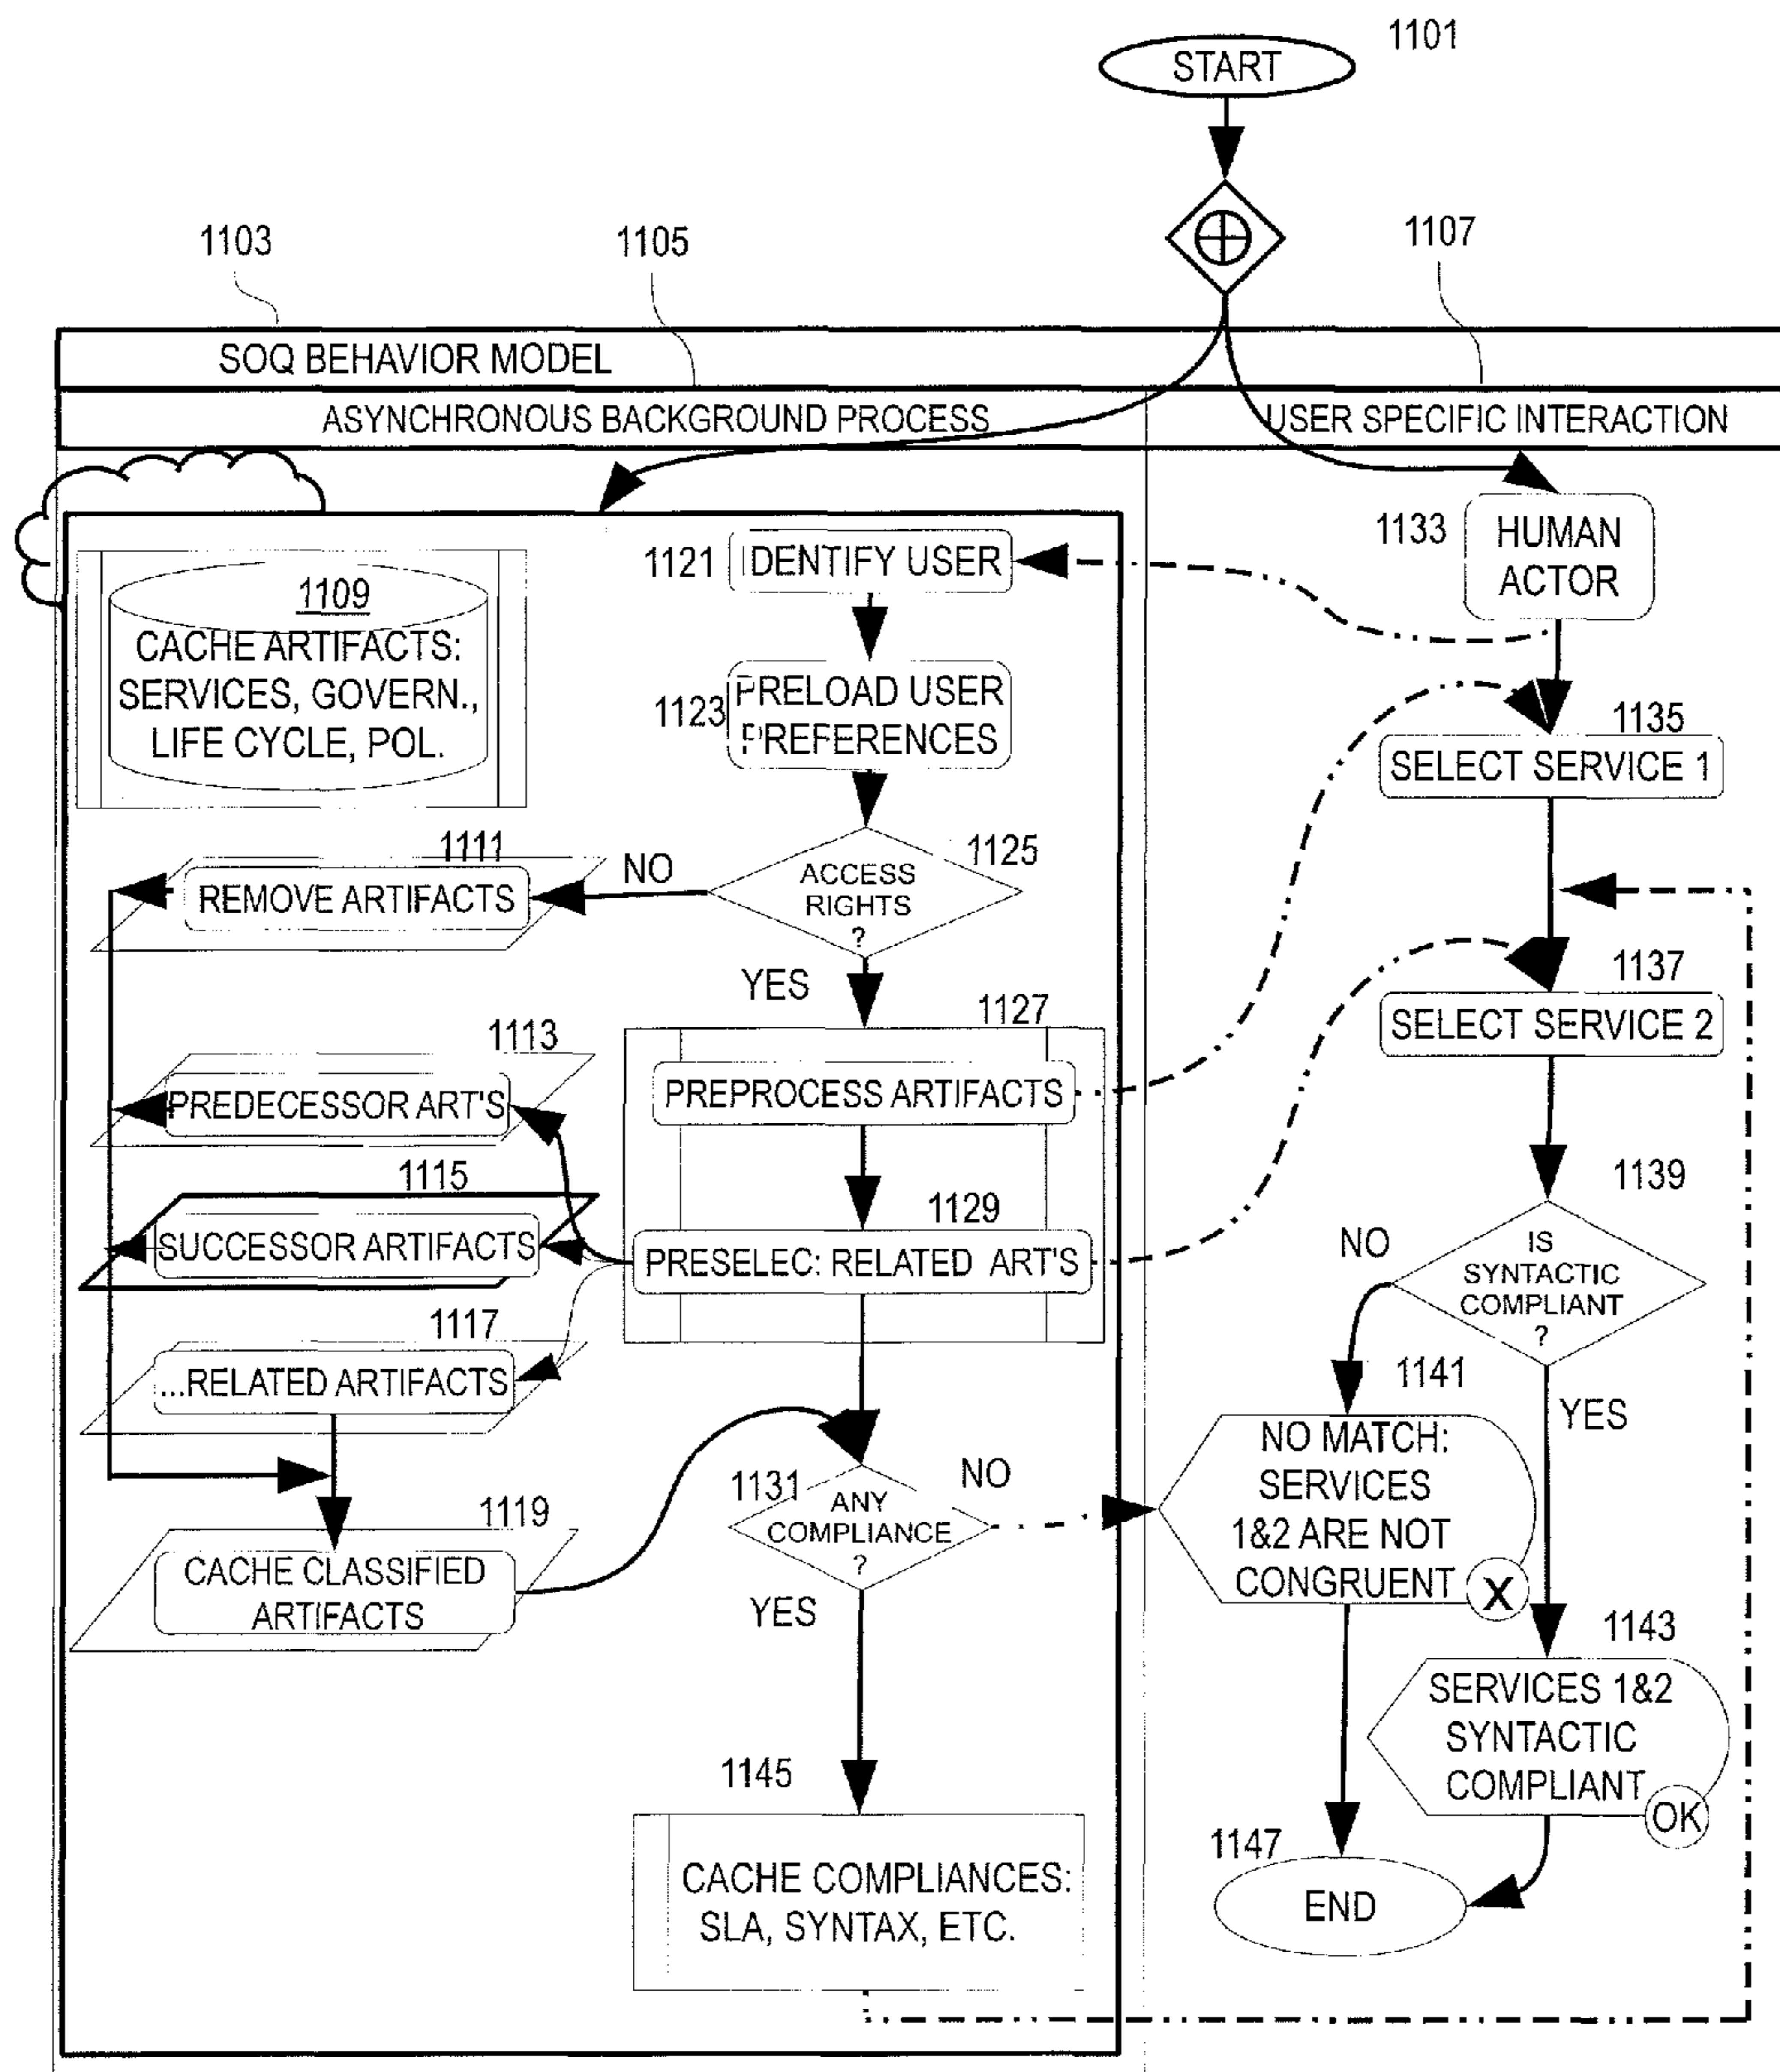 1101
START
1103
1105
1107
SOQ BEHAVIOR MODEL
ASYNCHRONOUS BACKGROUND PROCESS
USER SPECIFIC INTERACTION
1109
CACHE ARTIFACTS:
SERVICES, GOVERN.,
LIFE CYCLE, POL.
1121
IDENTIFY USER
1133
HUMAN
ACTOR
1123
PRELOAD USER
PREFERENCES
1135
SELECT SERVICE 1
1111
REMOVE ARTIFACTS
NO
1125
ACCESS
RIGHTS
?
YES
1137
SELECT SERVICE 2
1113
PREDECESSOR ART'S
1127
PREPROCESS ARTIFACTS
1115
SUCCESSOR ARTIFACTS
1129
PRESELEC: RELATED ART'S
1139
IS
SYNTACTIC
COMPLIANT
?
NO
YES
1117
...RELATED ARTIFACTS
1141
NO MATCH:
SERVICES
1&2 ARE NOT
CONGRUENT
X
1119
CACHE CLASSIFIED
ARTIFACTS
1131
ANY
COMPLIANCE
?
NO
YES
1143
SERVICES 1&2
SYNTACTIC
COMPLIANT
OK
1145
CACHE COMPLIANCES:
SLA, SYNTAX, ETC.
1147
END